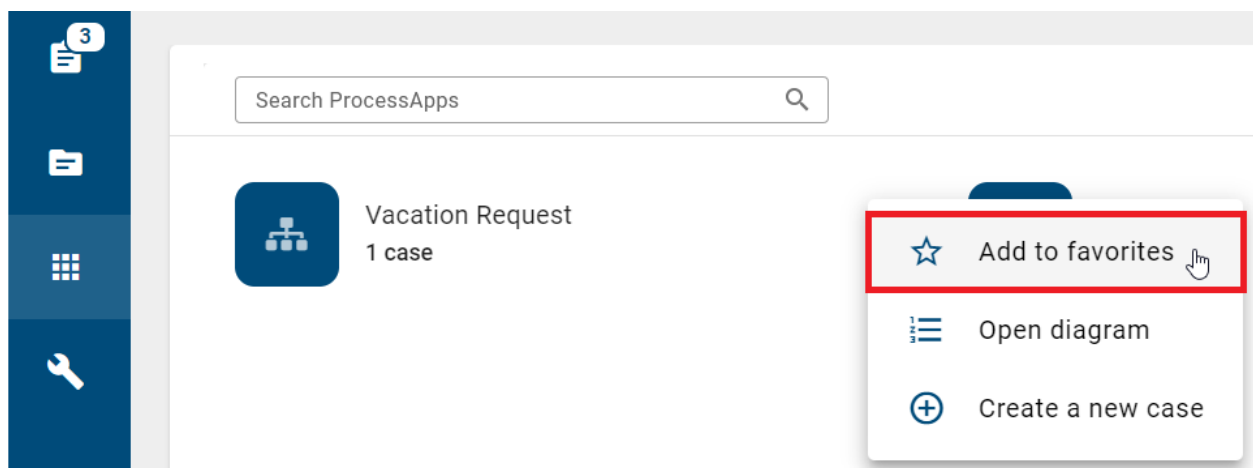 3
Search ProcessApps
Vacation Request
1 case
Add to favorites
Open diagram
Create a new case